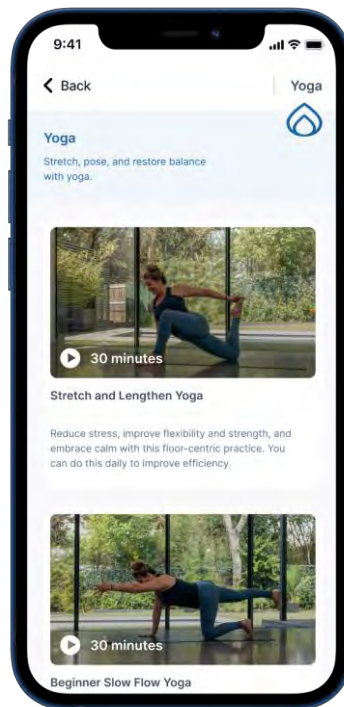 9:41
Back
Yoga
Yoga
Stretch, pose, and restore balance
with yoga.
30 minutes
Stretch and Lengthen Yoga
Reduce stress, improve flexibility and strength, and
embrace calm with this floor-centric practice. You
can do this daily to improve efficiency.
30 minutes
Beginner Slow Flow Yoga